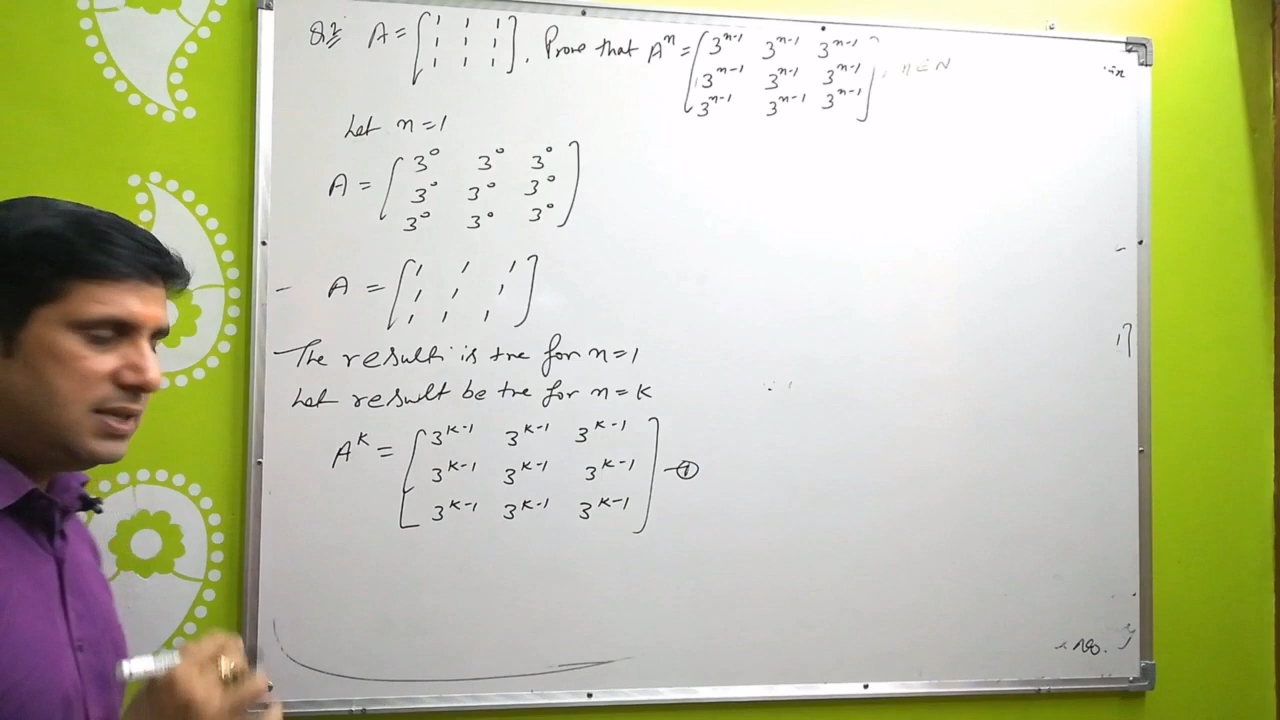 Q.2 A = [1 1 1 . Prove that Aⁿ = [3ⁿ⁻¹ 3ⁿ⁻¹ 3ⁿ⁻¹
1 1 1 3ⁿ⁻¹ 3ⁿ⁻¹ 3ⁿ⁻¹ , n ∈ N
1 1 1] 3ⁿ⁻¹ 3ⁿ⁻¹ 3ⁿ⁻¹]
Let n = 1
A = [3⁰ 3⁰ 3⁰
3⁰ 3⁰ 3⁰
3⁰ 3⁰ 3⁰]
A = [1 1 1
1 1 1
1 1 1]
The result is true for n = 1
Let result be true for n = k
Aᵏ = [3ᵏ⁻¹ 3ᵏ⁻¹ 3ᵏ⁻¹
3ᵏ⁻¹ 3ᵏ⁻¹ 3ᵏ⁻¹ — ①
3ᵏ⁻¹ 3ᵏ⁻¹ 3ᵏ⁻¹]